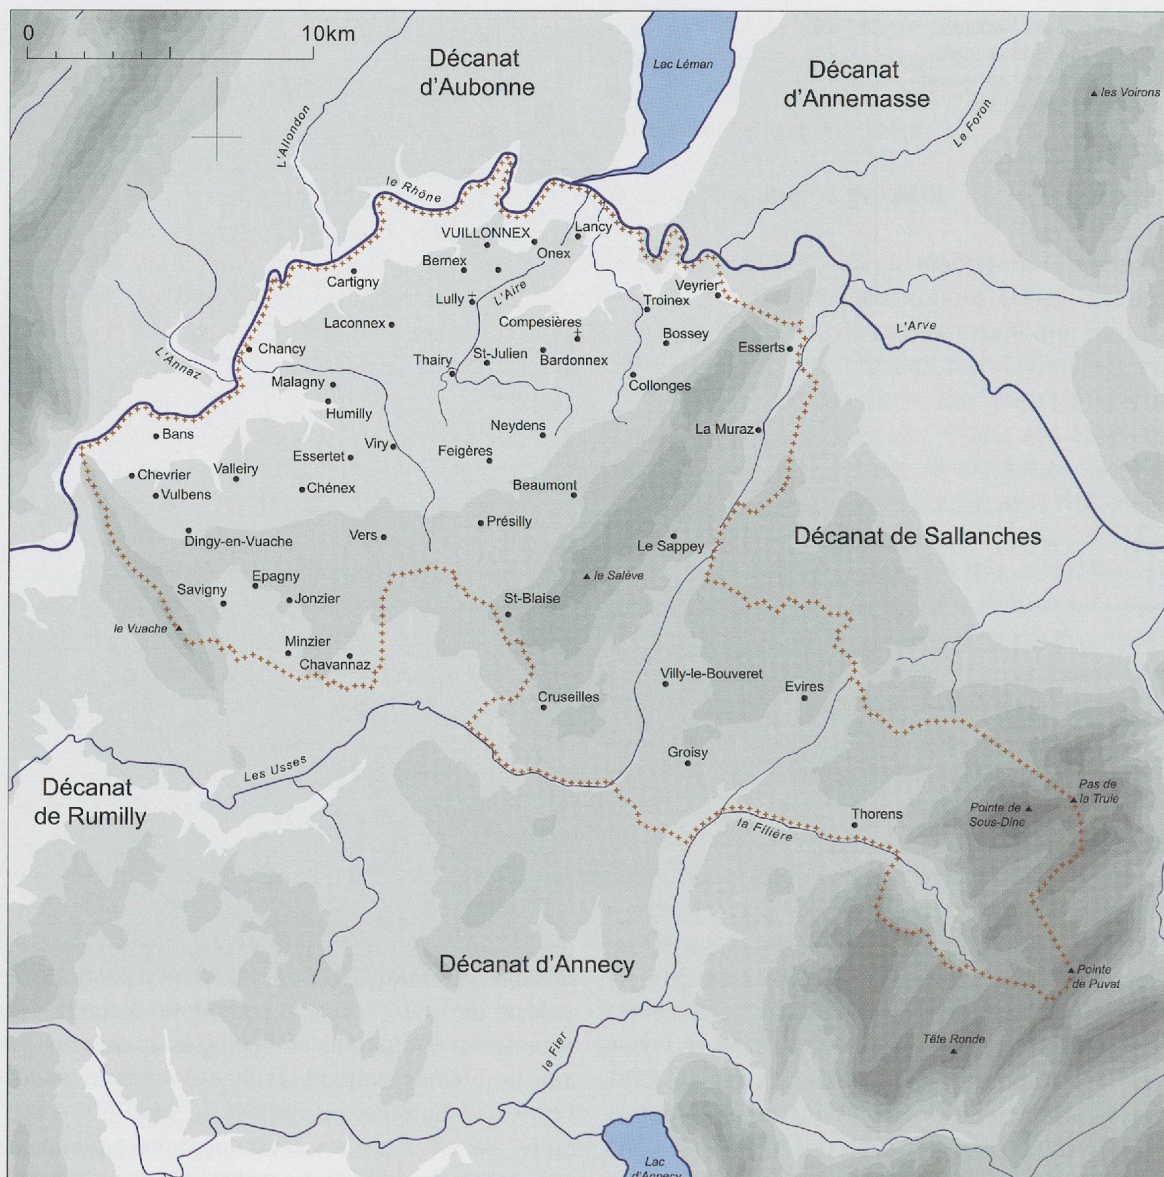 0
10km
Décanat
d'Aubonne
Lac Léman
Décanat
d'Annemasse
les Voirons
L'Allondon
Le Foron
le Rhône
VUILLONNEX
Lancy
Onex
Bernex
Cartigny
Veyrier
Lully
L'Aire
Troinex
Laconnex
Compesières
Bossey
L'Arve
Chancy
L'Annaz
St-Julien
Bardonnex
Esserts
Thairy
Malagny
Collonges
Humilly
Bans
Neydens
La Muraz
Viry
Essertet
Feigères
Chevrier
Valleiry
Vulbens
Chénex
Beaumont
Présilly
Dingy-en-Vuache
Vers
Le Sappey
Décanat de Sallanches
Epagny
le Salève
Savigny
Jonzier
St-Blaise
le Vuache
Minzier
Chavannaz
Villy-le-Bouveret
Evires
Cruseilles
Groisy
Les Usses
Décanat
de Rumilly
Pas de
la Truie
Pointe de
Sous-Dine
Thorens
la Filière
Décanat d'Annecy
Pointe
de Puvat
Tête Ronde
le Fier
Lac
d'Annecy